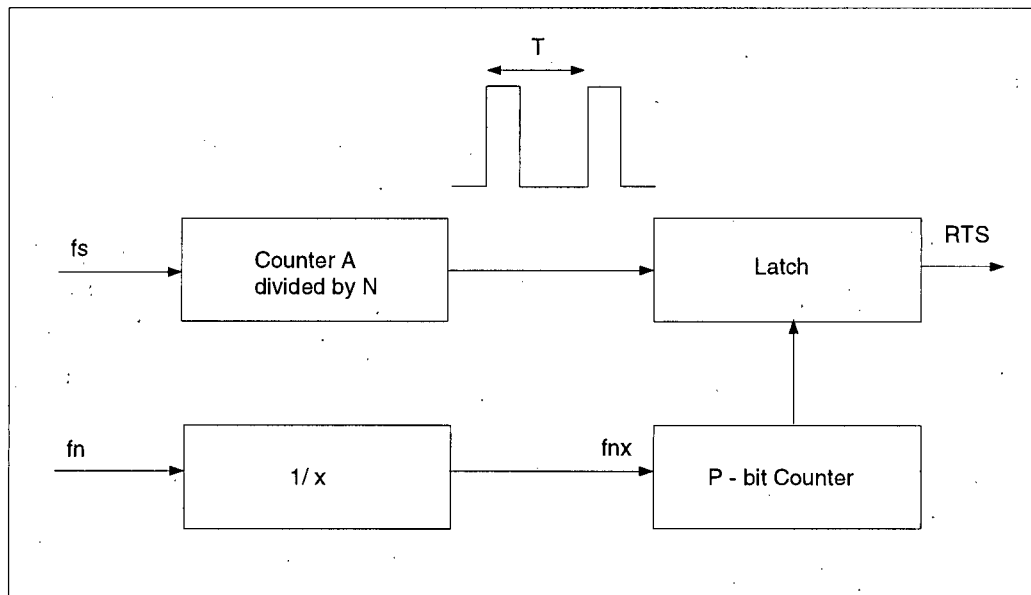 T
fs
Counter A
divided by N
Latch
RTS
fn
1/ x
fnx
P - bit Counter